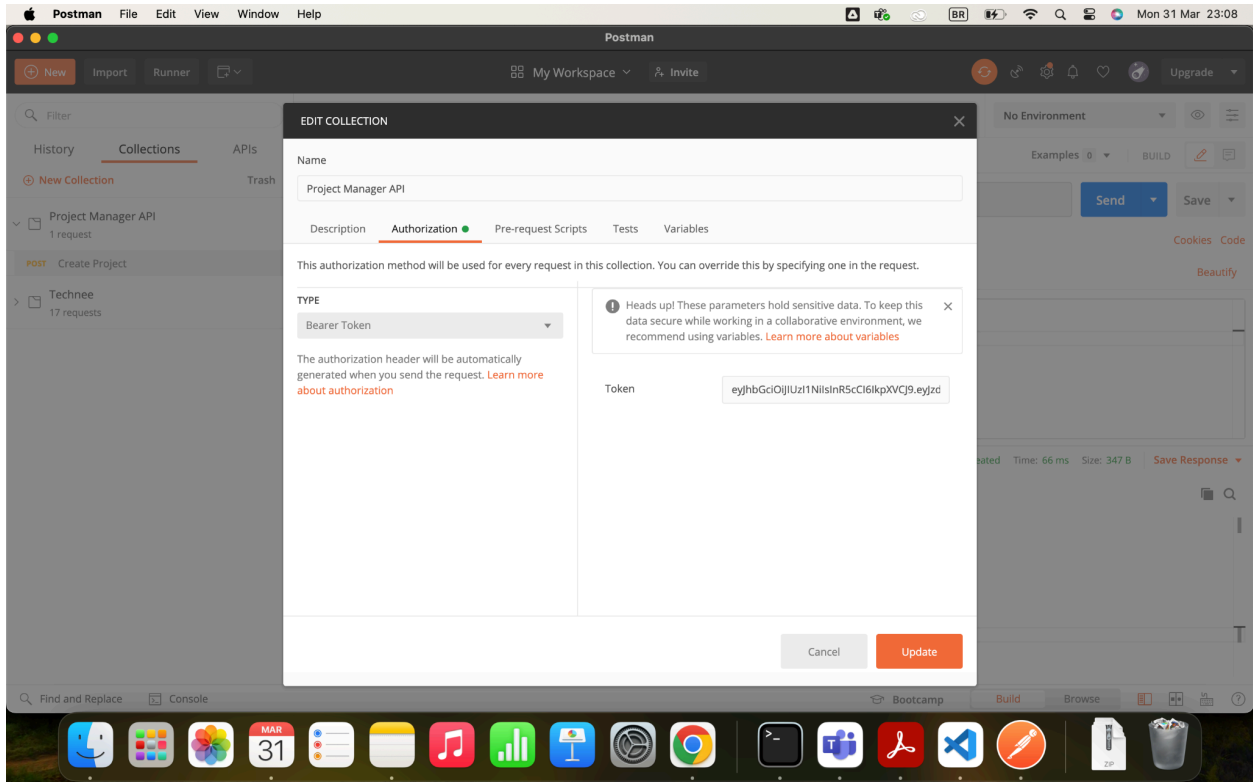 Postman File Edit View Window Help
BR
Mon 31 Mar 23:08
Postman
New Import Runner
My Workspace Invite
Upgrade
Filter
EDIT COLLECTION
No Environment
History Collections APIs
Examples 0 BUILD
Name
New Collection Trash
Project Manager API
Send Save
Project Manager API
1 request
Description Authorization Pre-request Scripts Tests Variables
Cookies Code
POST Create Project
This authorization method will be used for every request in this collection. You can override this by specifying one in the request.
Beautify
Technee
17 requests
TYPE
Bearer Token
The authorization header will be automatically
generated when you send the request. Learn more
about authorization
Heads up! These parameters hold sensitive data. To keep this
data secure while working in a collaborative environment, we
recommend using variables. Learn more about variables
Token
eyJhbGciOiJIUzI1NiIsInR5cCI6IkpXVCJ9.eyJzd
eated Time: 66 ms Size: 347 B Save Response
T
Cancel Update
Find and Replace Console
Bootcamp Build Browse
MAR
31
ZIP